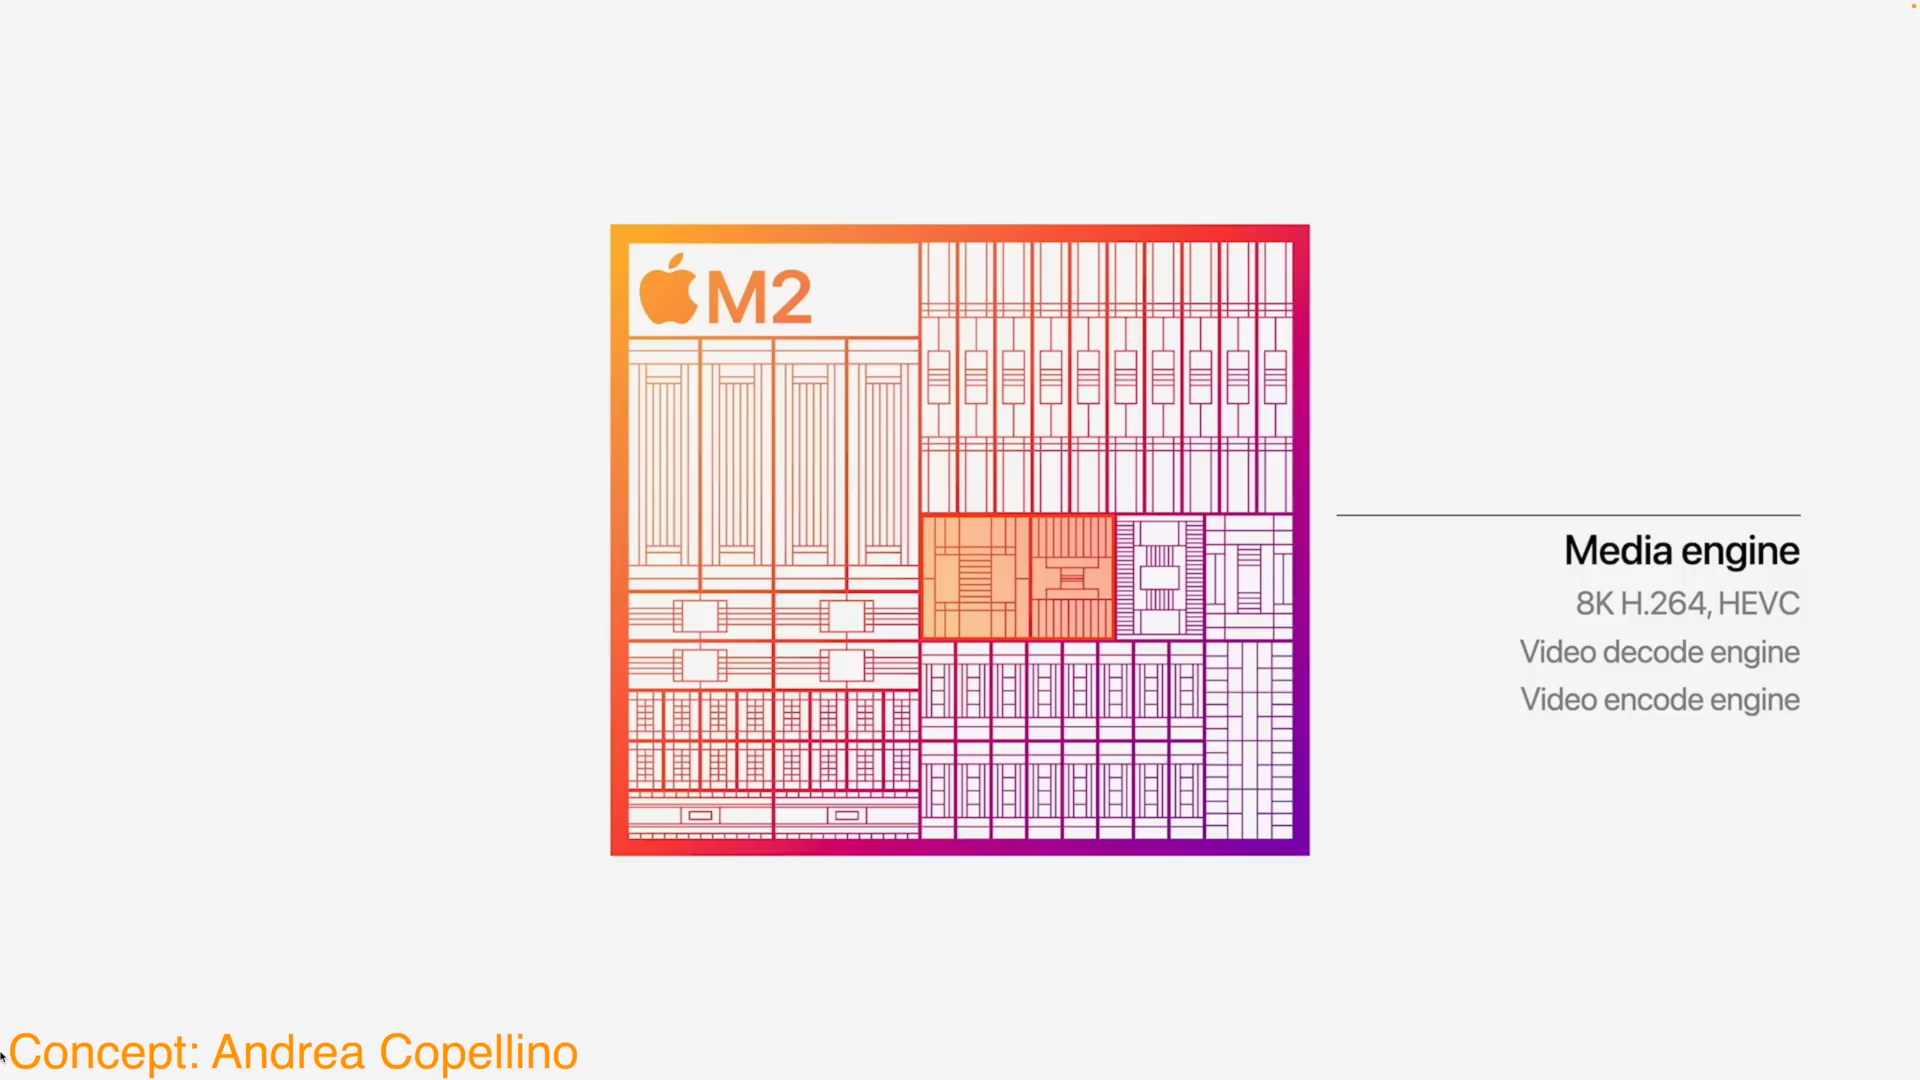 M2
Media engine
8K H.264, HEVC
Video decode engine
Video encode engine
Concept: Andrea Copellino